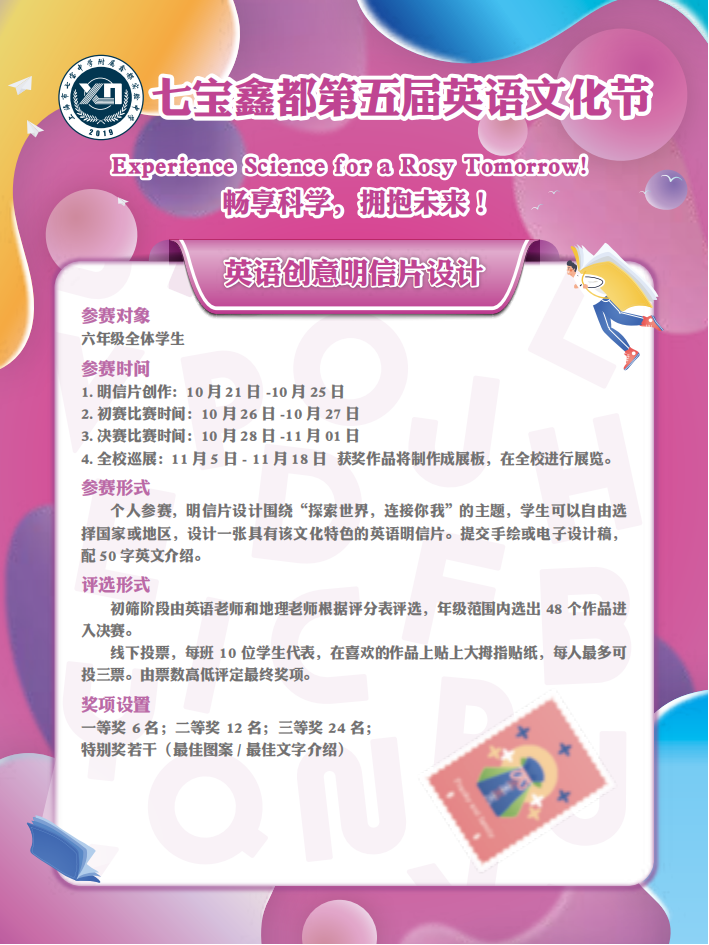 七宝鑫都第五届英语文化节
2019
Experience Science for a Rosy Tomorrow!
畅享科学，拥抱未来！
英语创意明信片设计
参赛对象
六年级全体学生
参赛时间
1. 明信片创作：10 月 21 日 -10 月 25 日
2. 初赛比赛时间：10 月 26 日 -10 月 27 日
3. 决赛比赛时间：10 月 28 日 -11 月 01 日
4. 全校巡展：11 月 5 日 - 11 月 18 日 获奖作品将制作成展板，在全校进行展览。
参赛形式
个人参赛，明信片设计围绕“探索世界，连接你我”的主题，学生可以自由选
择国家或地区，设计一张具有该文化特色的英语明信片。提交手绘或电子设计稿，
配 50 字英文介绍。
评选形式
初筛阶段由英语老师和地理老师根据评分表评选，年级范围内选出 48 个作品进
入决赛。
线下投票，每班 10 位学生代表，在喜欢的作品上贴上大拇指贴纸，每人最多可
投三票。由票数高低评定最终奖项。
奖项设置
一等奖 6 名；二等奖 12 名；三等奖 24 名；
特别奖若干（最佳图案 / 最佳文字介绍）